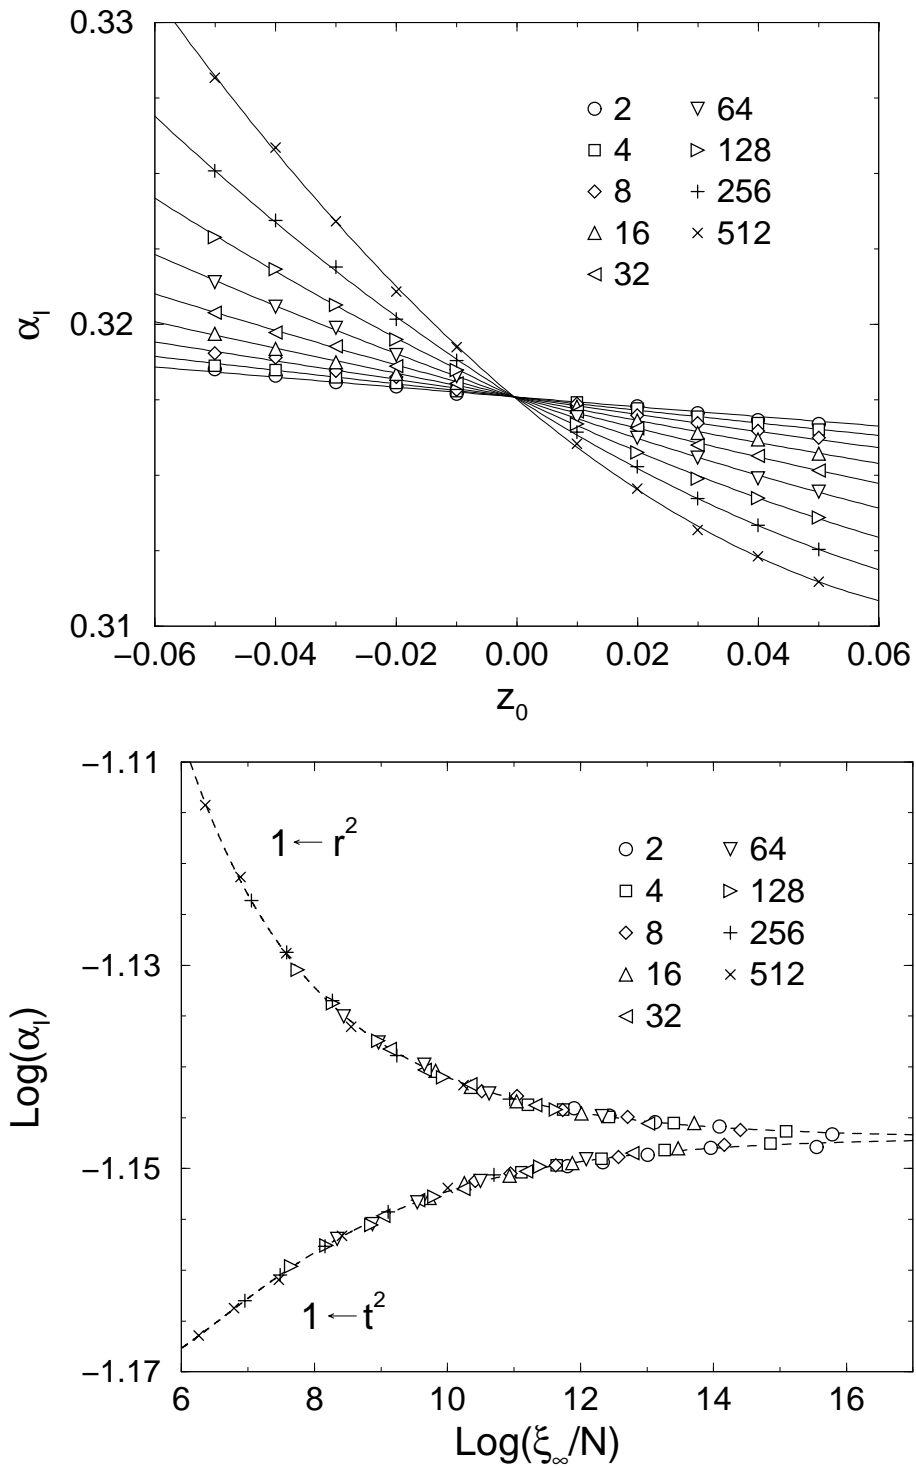 0.33
○ 2 ▽ 64
□ 4 ▷ 128
◇ 8 + 256
△ 16 × 512
◁ 32
α_l
0.32
0.31
−0.06 −0.04 −0.02 0.00 0.02 0.04 0.06
z_0
−1.11
1 ← r^2
○ 2 ▽ 64
□ 4 ▷ 128
◇ 8 + 256
△ 16 × 512
◁ 32
−1.13
Log(α_l)
−1.15
1 ← t^2
−1.17
6 8 10 12 14 16
Log(ξ_∞/N)